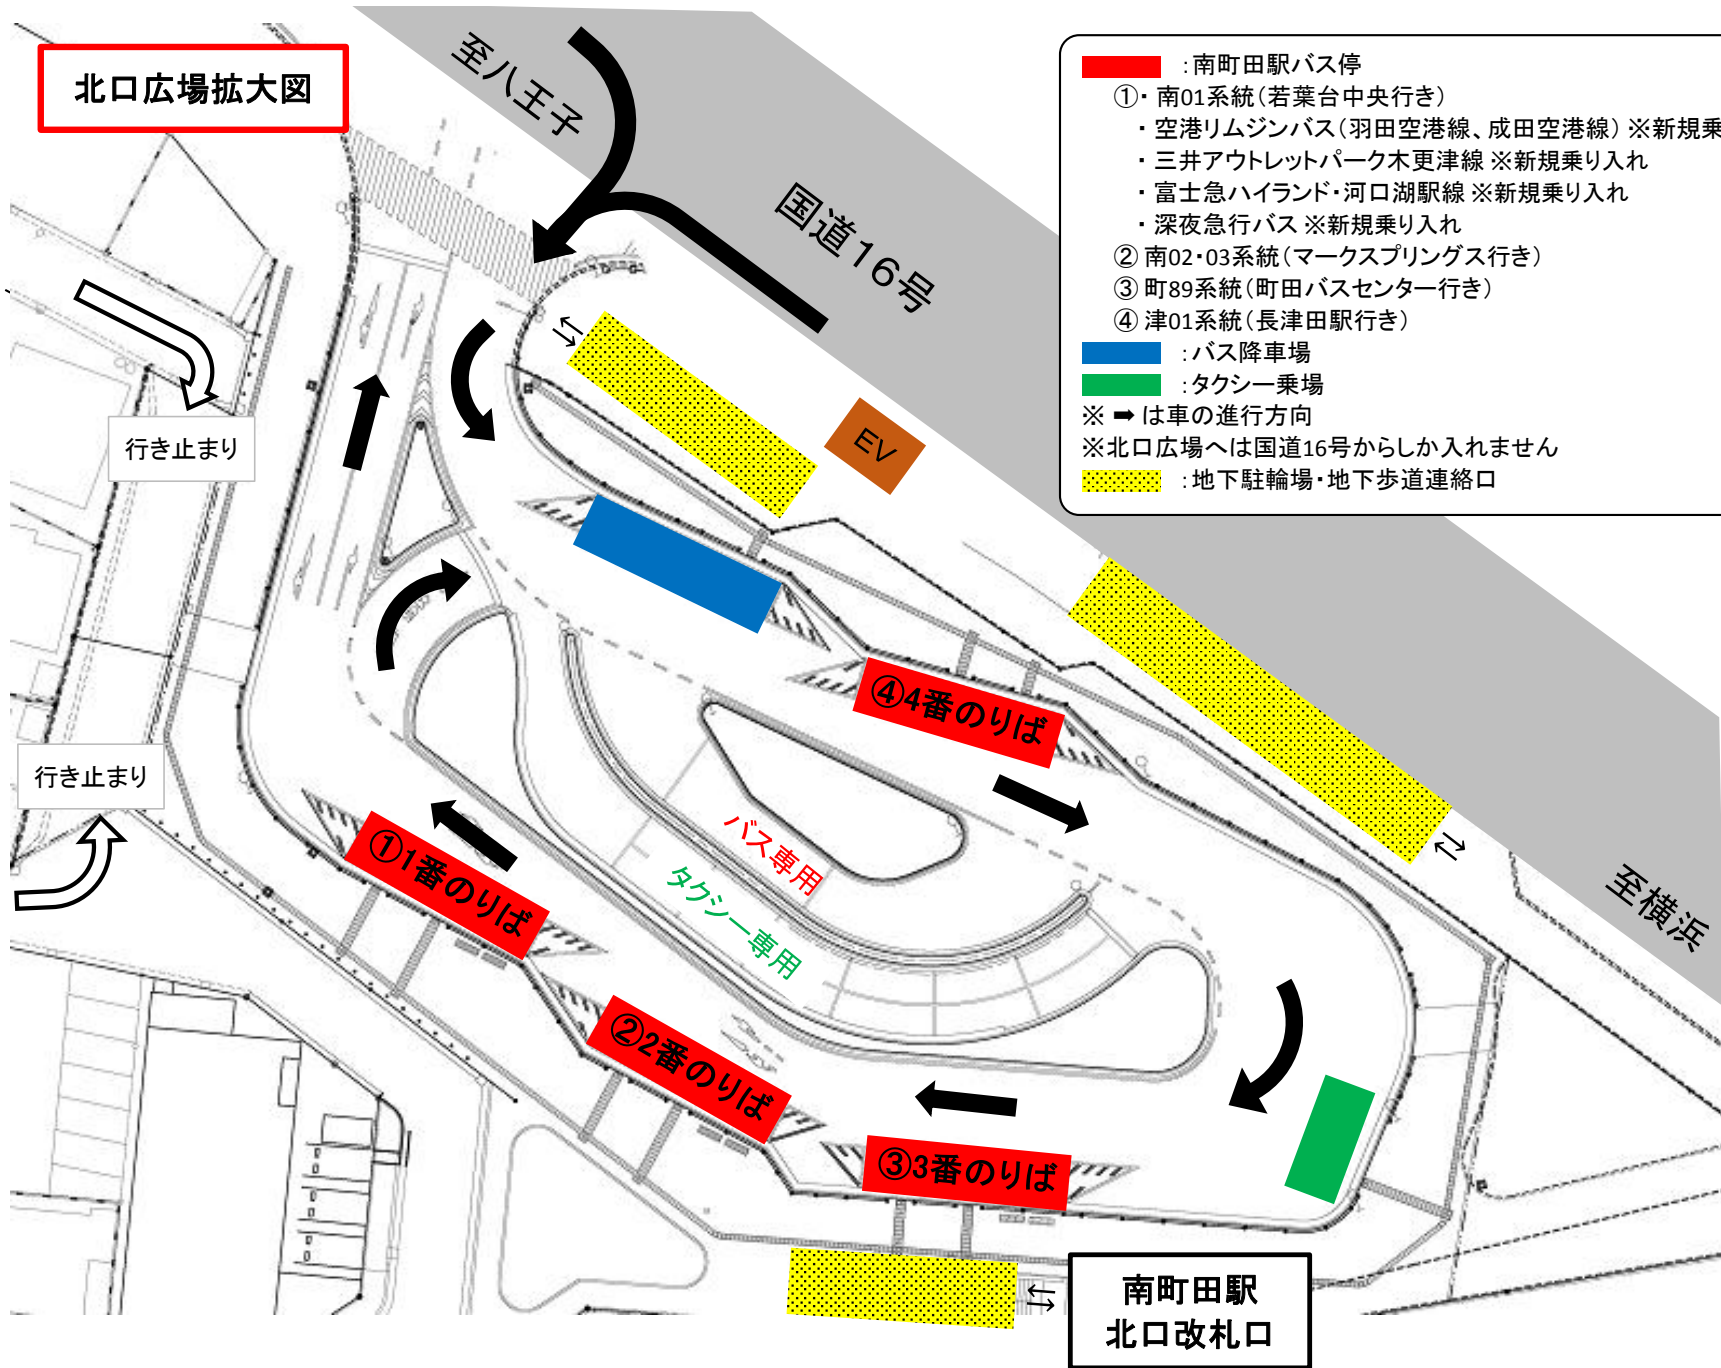 北口広場拡大図
至八王子
国道16号
:南町田駅バス停
①・南01系統(若葉台中央行き)
・空港リムジンバス(羽田空港線、成田空港線)※新規乗
・三井アウトレットパーク木更津線 ※新規乗り入れ
・富士急ハイランド・河口湖駅線 ※新規乗り入れ
・深夜急行バス ※新規乗り入れ
② 南02・03系統(マークスプリングス行き)
③ 町89系統(町田バスセンター行き)
④ 津01系統(長津田駅行き)
:バス降車場
:タクシー乗場
※ ➡ は車の進行方向
※北口広場へは国道16号からしか入れません
:地下駐輪場・地下歩道連絡口
行き止まり
EV
④4番のりば
行き止まり
バス専用
タクシー専用
①1番のりば
至横浜
②2番のりば
③3番のりば
南町田駅
北口改札口